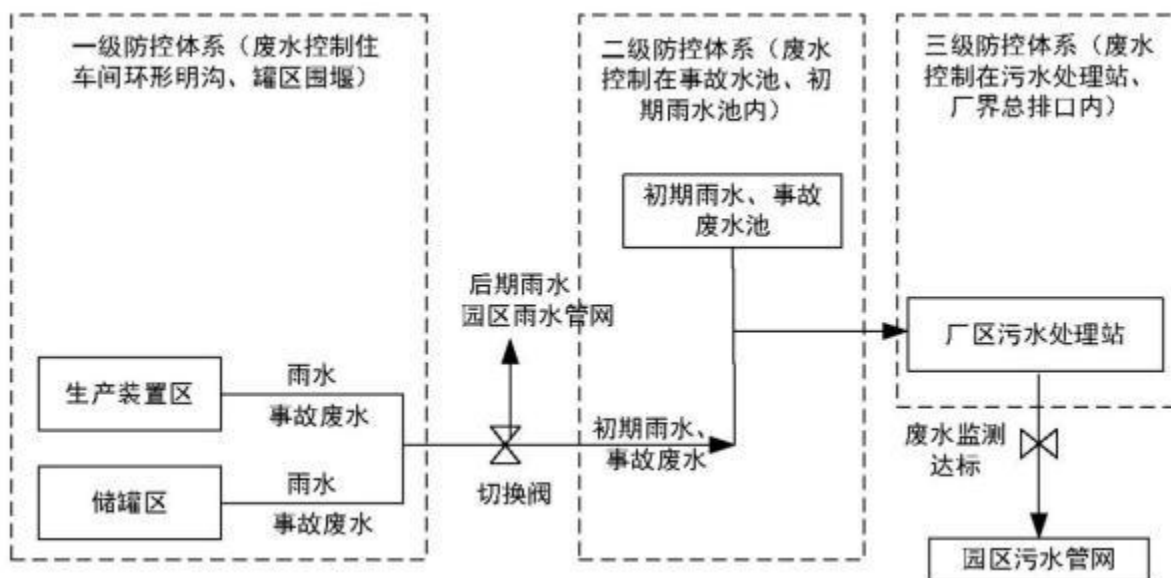 一级防控体系（废水控制住
车间环形明沟、罐区围堰）
二级防控体系（废水
控制在事故水池、初
期雨水池内）
三级防控体系（废水
控制在污水处理站、
厂界总排口内）
初期雨水、事故
废水池
后期雨水
园区雨水管网
厂区污水处理站
生产装置区
雨水
事故废水
初期雨水、
事故废水
废水监测
达标
储罐区
雨水
事故废水
切换阀
园区污水管网